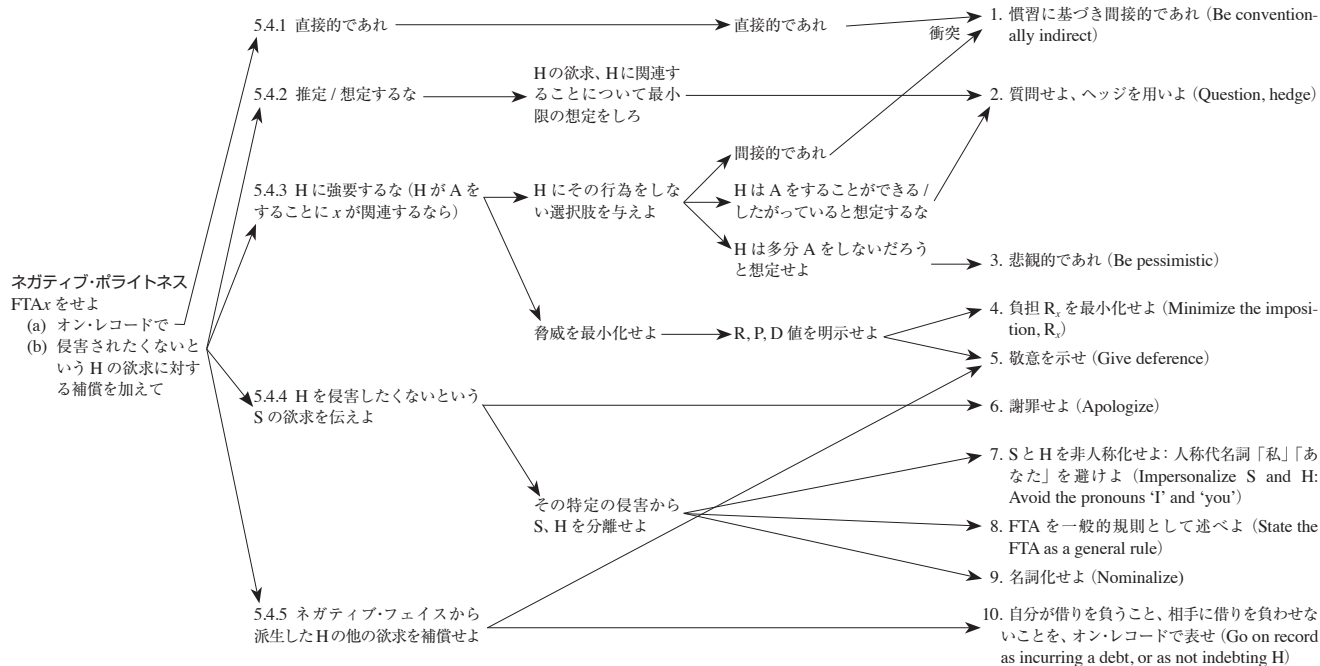 ネガティブ・ポライトネス
FTAx をせよ
(a) オン・レコードで
(b) 侵害されたくないと
いう H の欲求に対す
る補償を加えて
5.4.1 直接的であれ
5.4.2 推定 / 想定するな
5.4.3 H に強要するな（H が A を
することに x が関連するなら）
5.4.4 H を侵害したくないという
S の欲求を伝えよ
5.4.5 ネガティブ・フェイスから
派生した H の他の欲求を補償せよ
H の欲求、H に関連す
ることについて最小
限の想定をしろ
H にその行為をしな
い選択肢を与えよ
脅威を最小化せよ
その特定の侵害から
S、H を分離せよ
直接的であれ
間接的であれ
H は A をすることができる /
したがっていると想定するな
H は多分 A をしないだろう
と想定せよ
R, P, D 値を明示せよ
衝突
1. 慣習に基づき間接的であれ（Be convention-
ally indirect）
2. 質問せよ、ヘッジを用いよ（Question, hedge）
3. 悲観的であれ（Be pessimistic）
4. 負担 Rx を最小化せよ（Minimize the imposi-
tion, Rx）
5. 敬意を示せ（Give deference）
6. 謝罪せよ（Apologize）
7. S と H を非人称化せよ：人称代名詞「私」「あ
なた」を避けよ（Impersonalize S and H:
Avoid the pronouns ‘I’ and ‘you’）
8. FTA を一般的規則として述べよ（State the
FTA as a general rule）
9. 名詞化せよ（Nominalize）
10. 自分が借りを負うこと、相手に借りを負わせな
いことを、オン・レコードで表せ（Go on record
as incurring a debt, or as not indebting H）